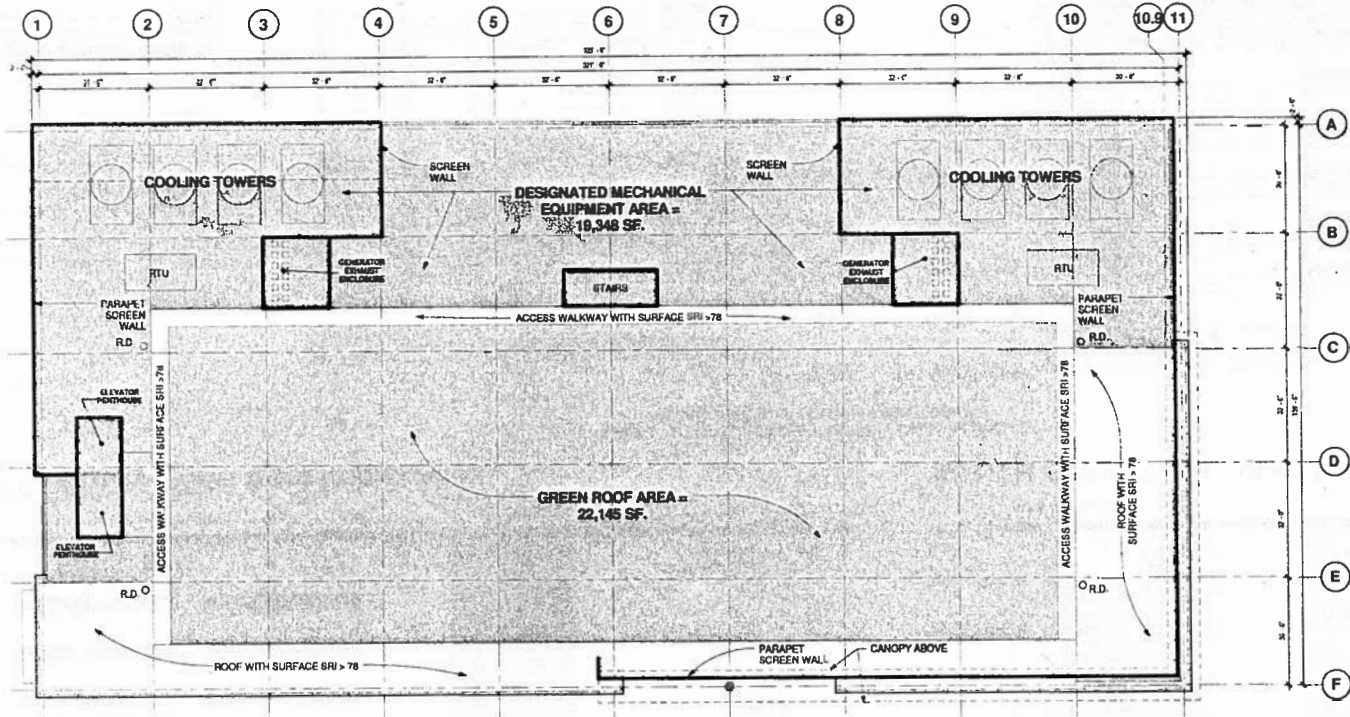 1 2 3 4 5 6 7 8 9 10 10.9 11
A
SCREEN
WALL
SCREEN
WALL
COOLING TOWERS
COOLING TOWERS
DESIGNATED MECHANICAL
EQUIPMENT AREA =
19,348 SF.
B
GENERATOR
EXHAUST
ENCLOSURE
GENERATOR
EXHAUST
ENCLOSURE
RTU
RTU
STAIRS
PARAPET
SCREEN
WALL
PARAPET
SCREEN
WALL
ACCESS WALKWAY WITH SURFACE SRI >78
R.D.
R.D.
C
ELEVATOR
PENTHOUSE
ACCESS WALKWAY WITH SURFACE SRI >78
ACCESS WALKWAY WITH SURFACE SRI >78
ROOF WITH
SURFACE SRI > 78
D
GREEN ROOF AREA =
22,145 SF.
ELEVATOR
PENTHOUSE
E
R.D.
R.D.
PARAPET
SCREEN WALL
CANOPY ABOVE
ROOF WITH SURFACE SRI > 78
F